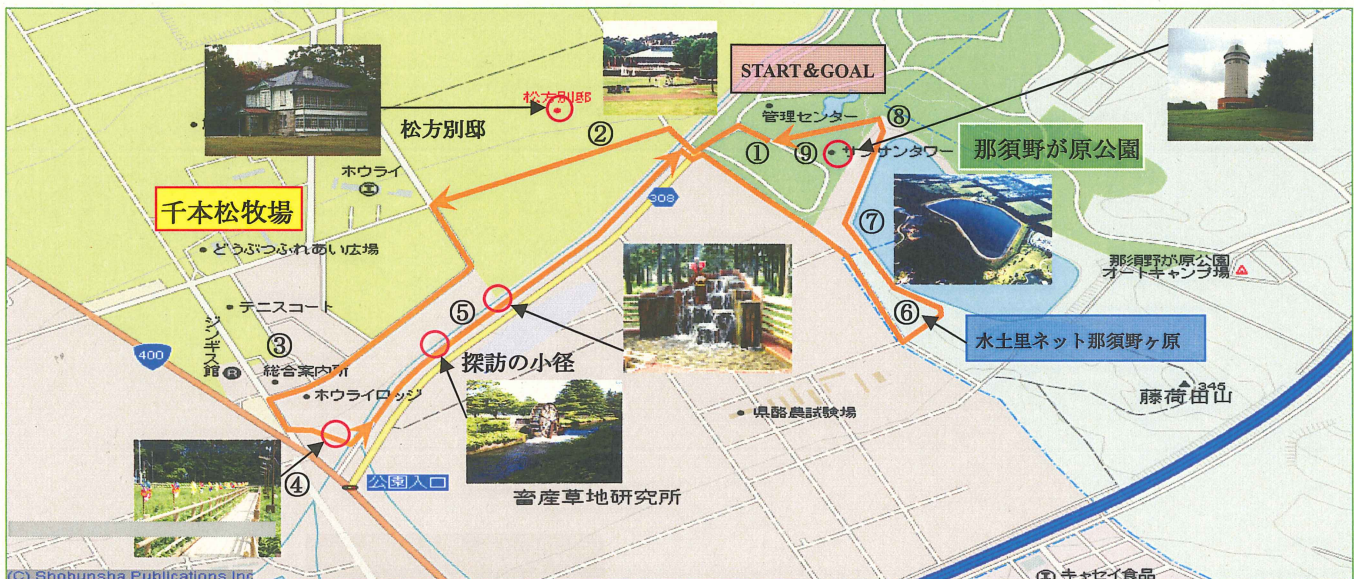 START&GOAL
松方別邸
②
管理センター
⑧
松方別邸
①
⑨
サンサンタワー
那須野が原公園
ホウライ
千本松牧場
308
⑦
どうぶつふれあい広場
那須野が原公園
オートキャンプ場
テニスコート
⑤
⑥
ジンギス館
③
水土里ネット那須野ヶ原
400
探訪の小径
総合案内所
R
ホウライロッジ
345
藤荷田山
県酪農試験場
④
公園入口
畜産草地研究所
(C) Shobunsha Publications Inc
キャセイ食品